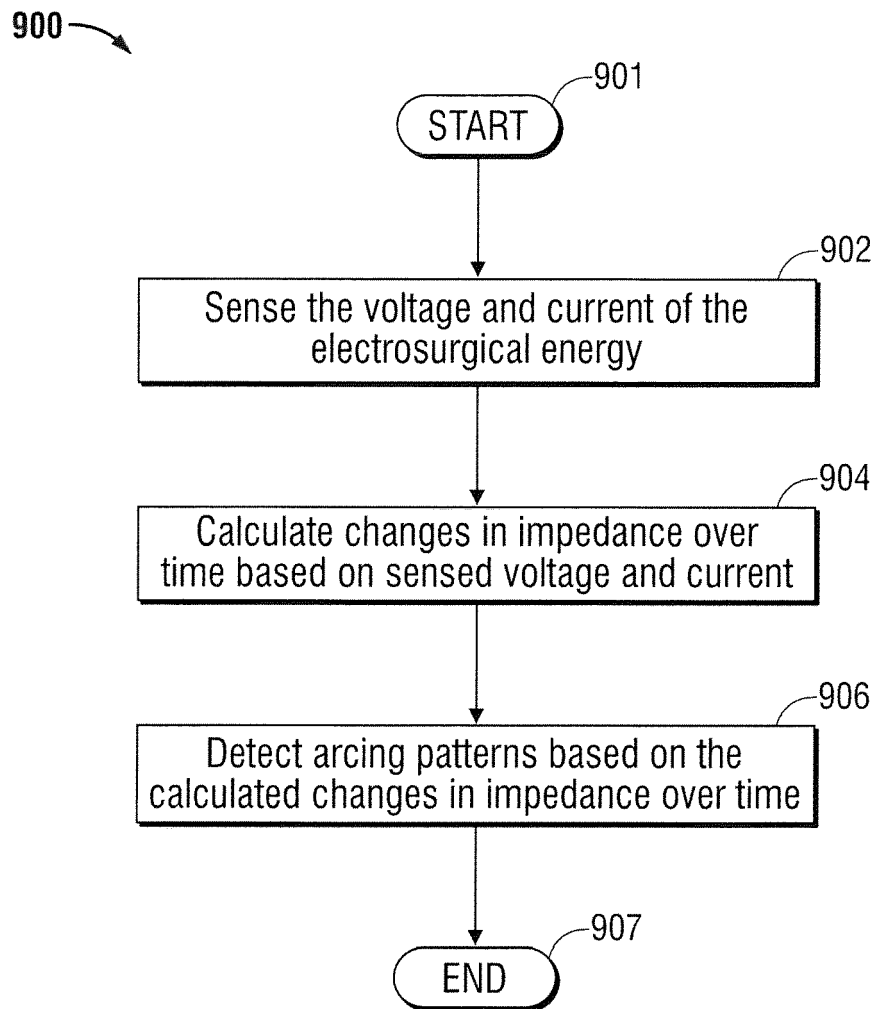 900
901
START
902
Sense the voltage and current of the
electrosurgical energy
904
Calculate changes in impedance over
time based on sensed voltage and current
906
Detect arcing patterns based on the
calculated changes in impedance over time
907
END